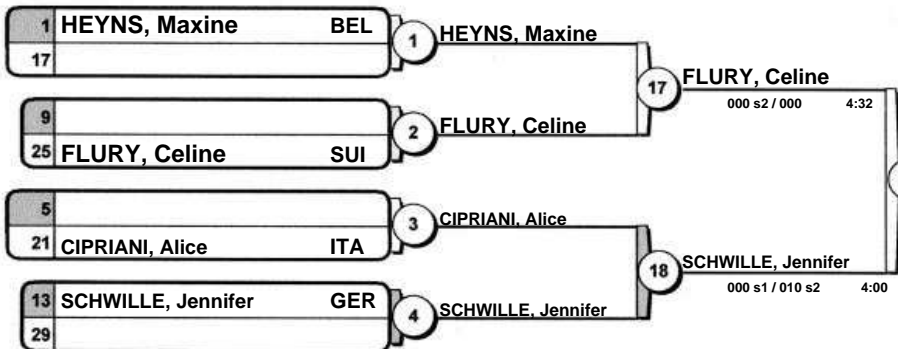 1 HEYNS, Maxine BEL
17
1 HEYNS, Maxine
17 FLURY, Celine
000 s2 / 000 4:32
9
25 FLURY, Celine SUI
2 FLURY, Celine
5
21 CIPRIANI, Alice ITA
3 CIPRIANI, Alice
18 SCHWILLE, Jennifer
000 s1 / 010 s2 4:00
13 SCHWILLE, Jennifer GER
29
4 SCHWILLE, Jennifer